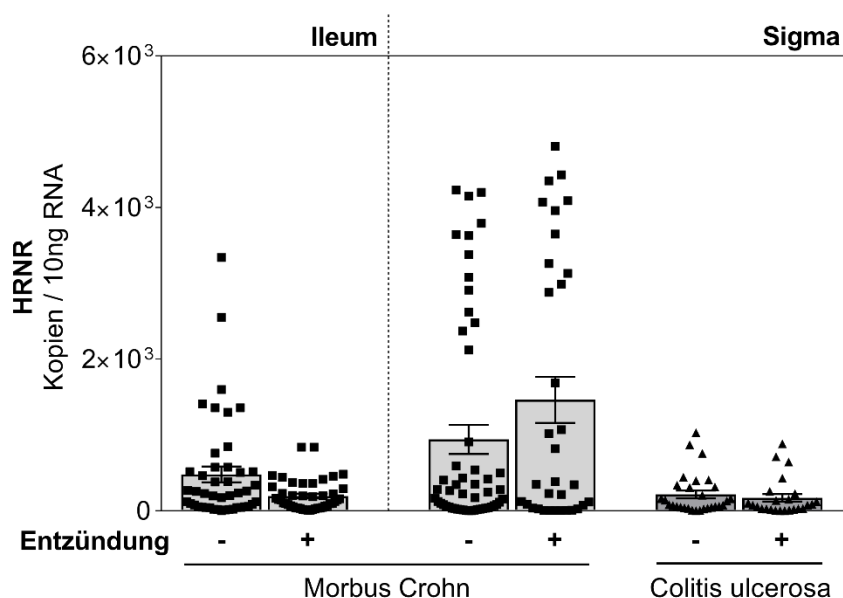 Ileum
Sigma
HRNR
Kopien / 10ng RNA
6×10³
4×10³
2×10³
0
Entzündung - + - + - +
Morbus Crohn
Colitis ulcerosa